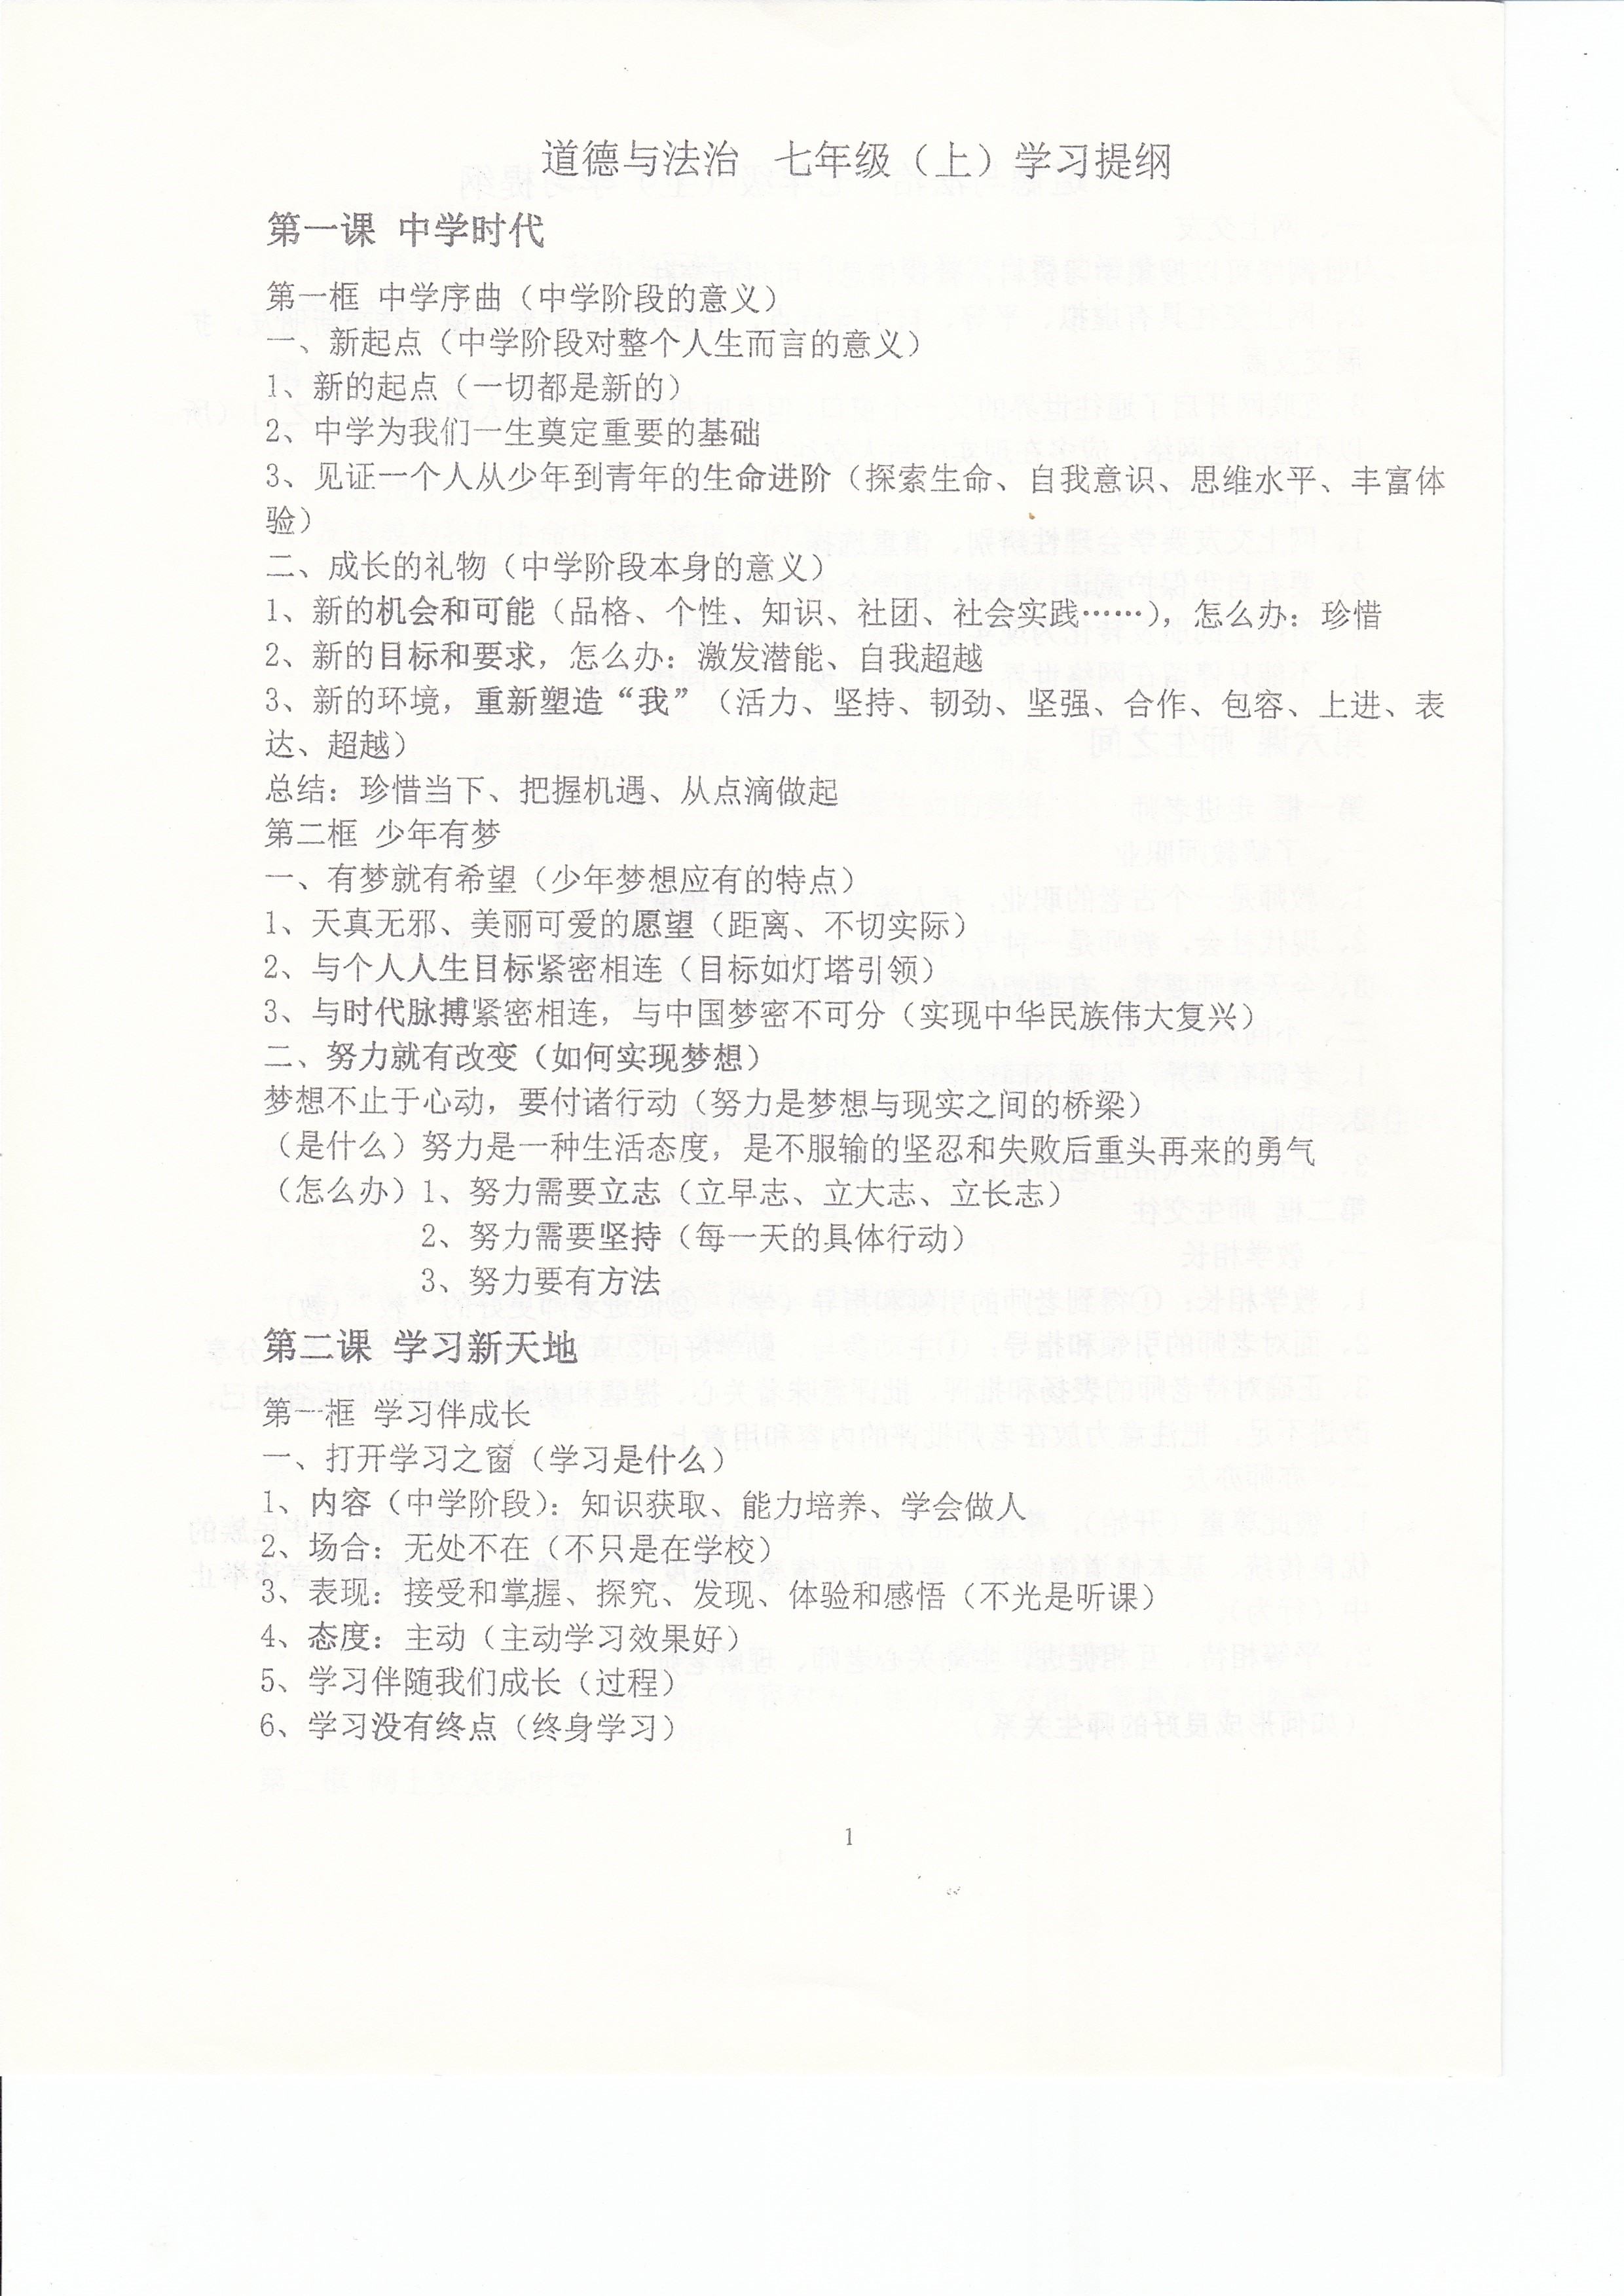 道德与法治 七年级（上）学习提纲
第一课 中学时代
第一框 中学序曲（中学阶段的意义）
一、新起点（中学阶段对整个人生而言的意义）
1、新的起点（一切都是新的）
2、中学为我们一生奠定重要的基础
3、见证一个人从少年到青年的生命进阶（探索生命、自我意识、思维水平、丰富体
验）
二、成长的礼物（中学阶段本身的意义）
1、新的机会和可能（品格、个性、知识、社团、社会实践……），怎么办：珍惜
2、新的目标和要求，怎么办：激发潜能、自我超越
3、新的环境，重新塑造“我”（活力、坚持、韧劲、坚强、合作、包容、上进、表
达、超越）
总结：珍惜当下、把握机遇、从点滴做起
第二框 少年有梦
一、有梦就有希望（少年梦想应有的特点）
1、天真无邪、美丽可爱的愿望（距离、不切实际）
2、与个人人生目标紧密相连（目标如灯塔引领）
3、与时代脉搏紧密相连，与中国梦密不可分（实现中华民族伟大复兴）
二、努力就有改变（如何实现梦想）
梦想不止于心动，要付诸行动（努力是梦想与现实之间的桥梁）
（是什么）努力是一种生活态度，是不服输的坚忍和失败后重头再来的勇气
（怎么办）1、努力需要立志（立早志、立大志、立长志）
2、努力需要坚持（每一天的具体行动）
3、努力要有方法
第二课 学习新天地
第一框 学习伴成长
一、打开学习之窗（学习是什么）
1、内容（中学阶段）：知识获取、能力培养、学会做人
2、场合：无处不在（不只是在学校）
3、表现：接受和掌握、探究、发现、体验和感悟（不光是听课）
4、态度：主动（主动学习效果好）
5、学习伴随我们成长（过程）
6、学习没有终点（终身学习）
1